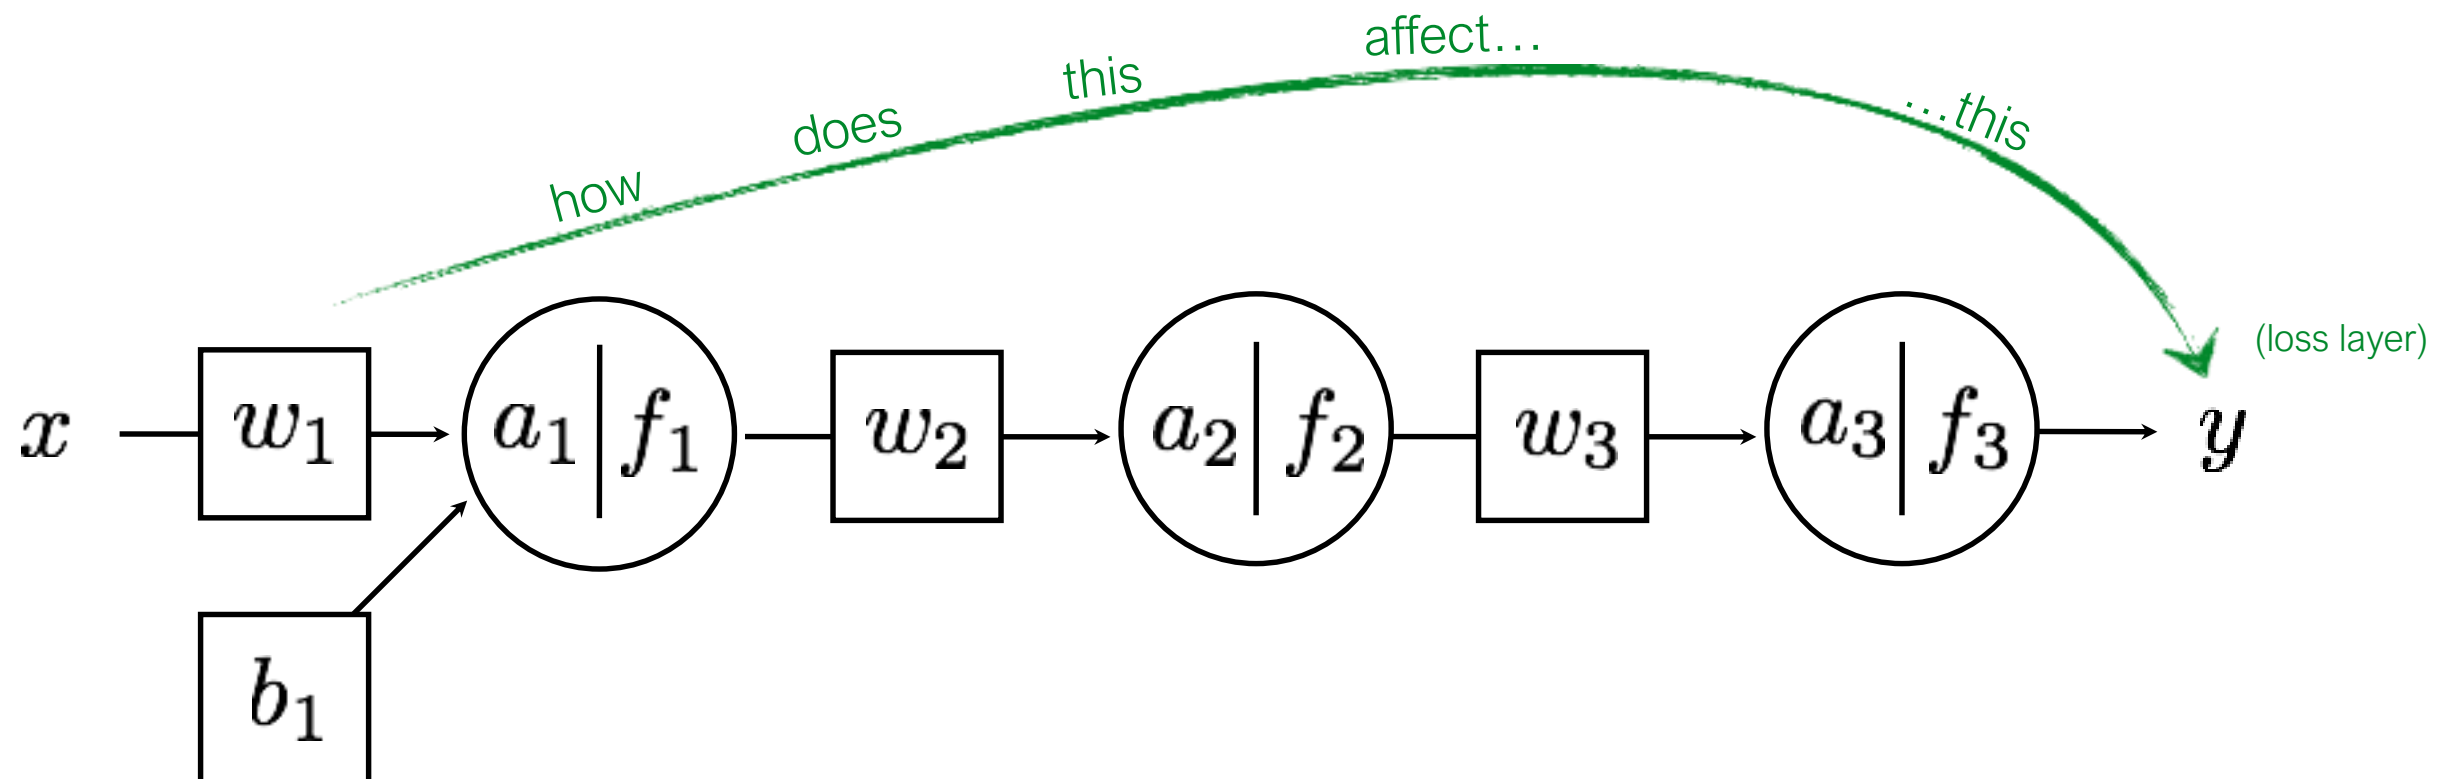 how does this affect... ...this
(loss layer)
x w₁ a₁ | f₁ w₂ a₂ | f₂ w₃ a₃ | f₃ y
b₁